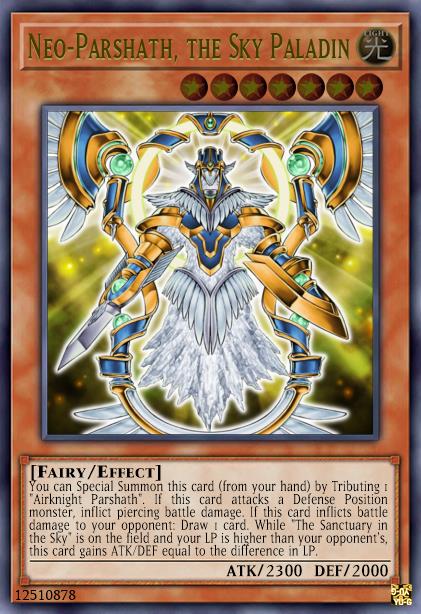 NEO-PARSHATH, THE SKY PALADIN
LIGHT
光
[FAIRY/EFFECT]
You can Special Summon this card (from your hand) by Tributing 1
"Airknight Parshath". If this card attacks a Defense Position
monster, inflict piercing battle damage. If this card inflicts battle
damage to your opponent: Draw 1 card. While "The Sanctuary in
the Sky" is on the field and your LP is higher than your opponent's,
this card gains ATK/DEF equal to the difference in LP.
ATK/2300 DEF/2000
12510878